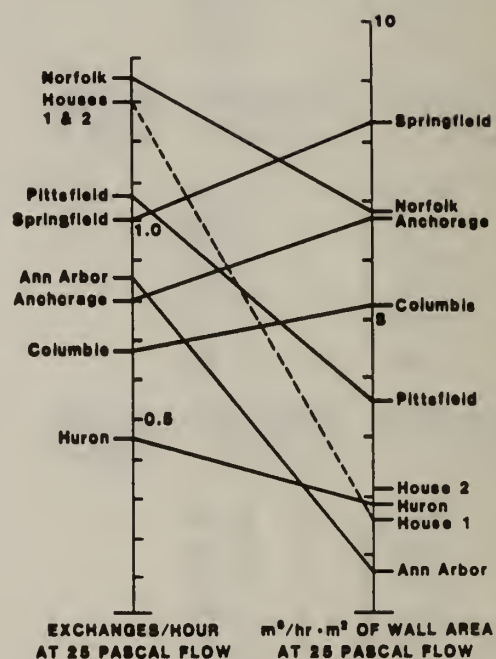 Norfolk
Houses
1 & 2
Pittsfield
Springfield
1.0
Ann Arbor
Anchorage
Columbia
0.5
Huron
EXCHANGES/HOUR
AT 25 PASCAL FLOW
10
Springfield
Norfolk
Anchorage
Columbia
5
Pittsfield
House 2
Huron
House 1
Ann Arbor
m³/hr·m² OF WALL AREA
AT 25 PASCAL FLOW